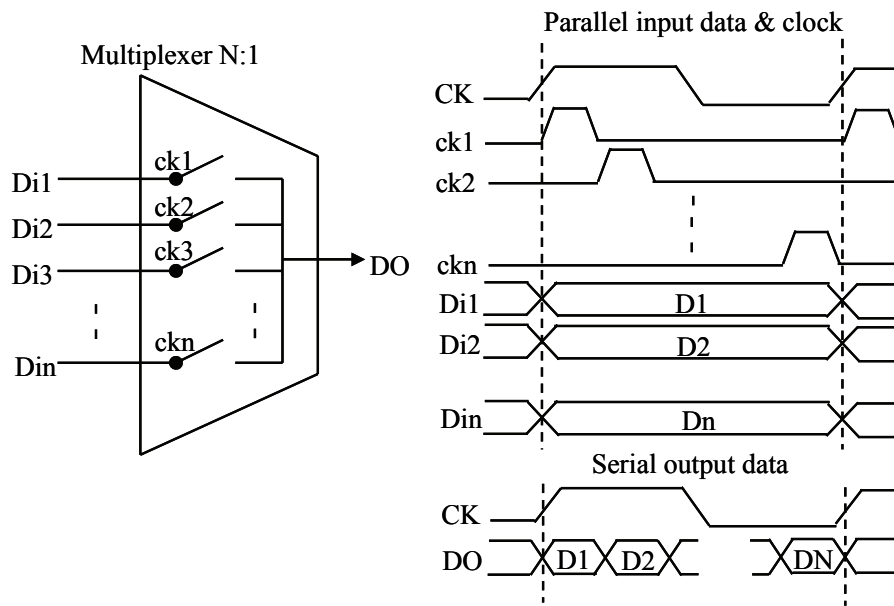 Multiplexer N:1
ck1
Di1
ck2
Di2
ck3
Di3
DO
ckn
Din
Parallel input data & clock
CK
ck1
ck2
ckn
Di1
D1
Di2
D2
Din
Dn
Serial output data
CK
DO
D1
D2
DN